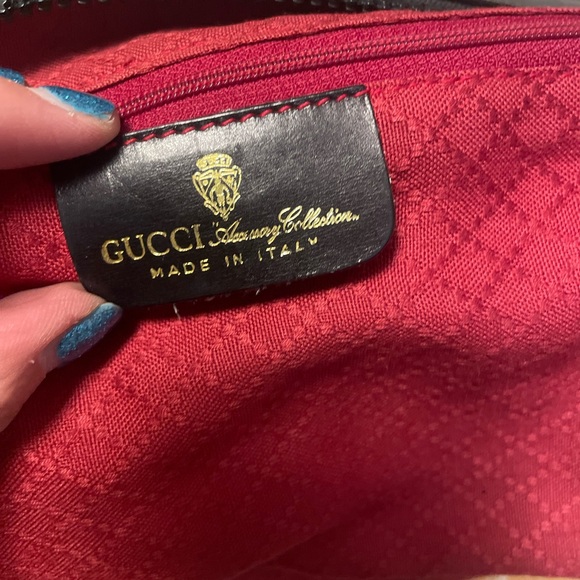 GUCCI Accessory Collection
MADE IN ITALY